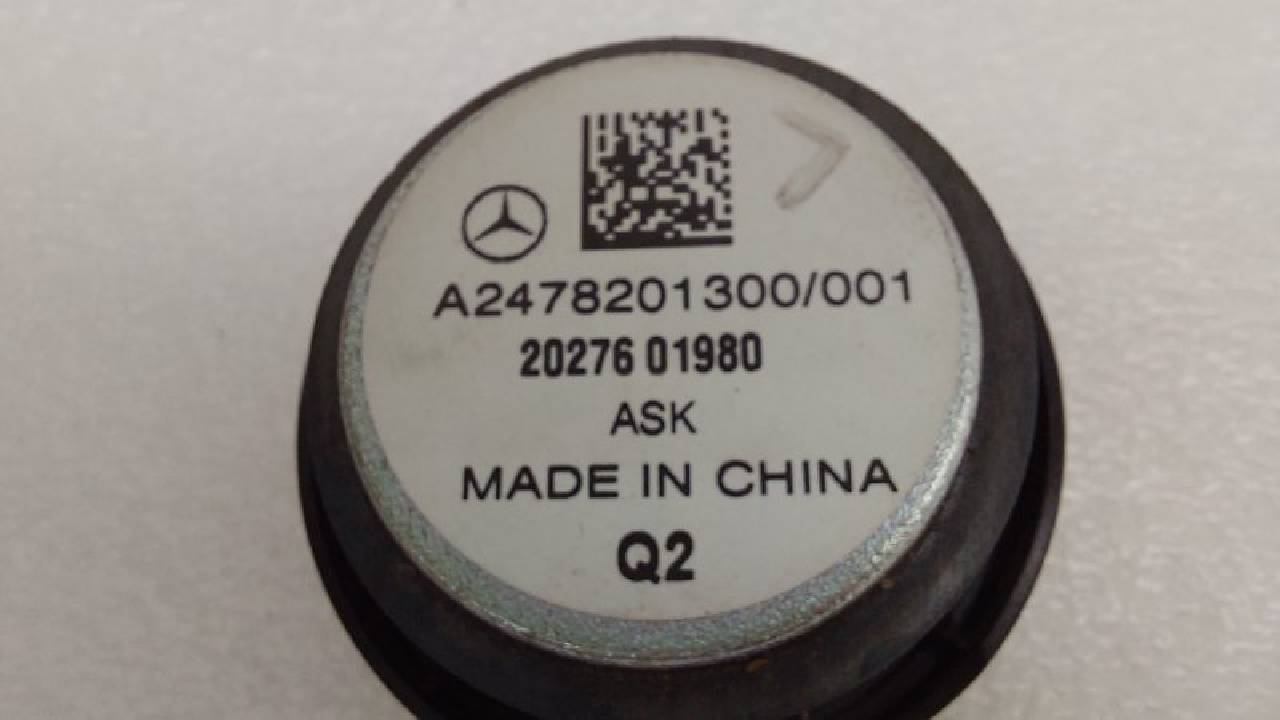 A2478201300/001
20276 01980
ASK
MADE IN CHINA
Q2